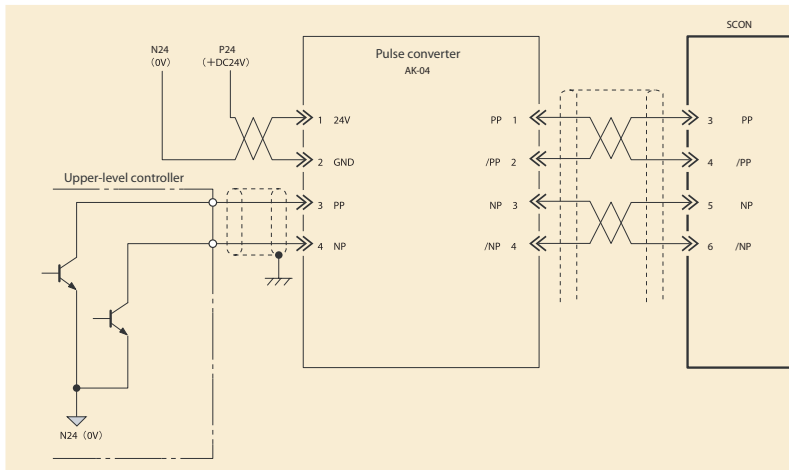 SCON
N24
(0V)
P24
(+DC24V)
Pulse converter
AK-04
1 24V
2 GND
3 PP
4 NP
PP 1
/PP 2
NP 3
/NP 4
3 PP
4 /PP
5 NP
6 /NP
Upper-level controller
N24 (0V)